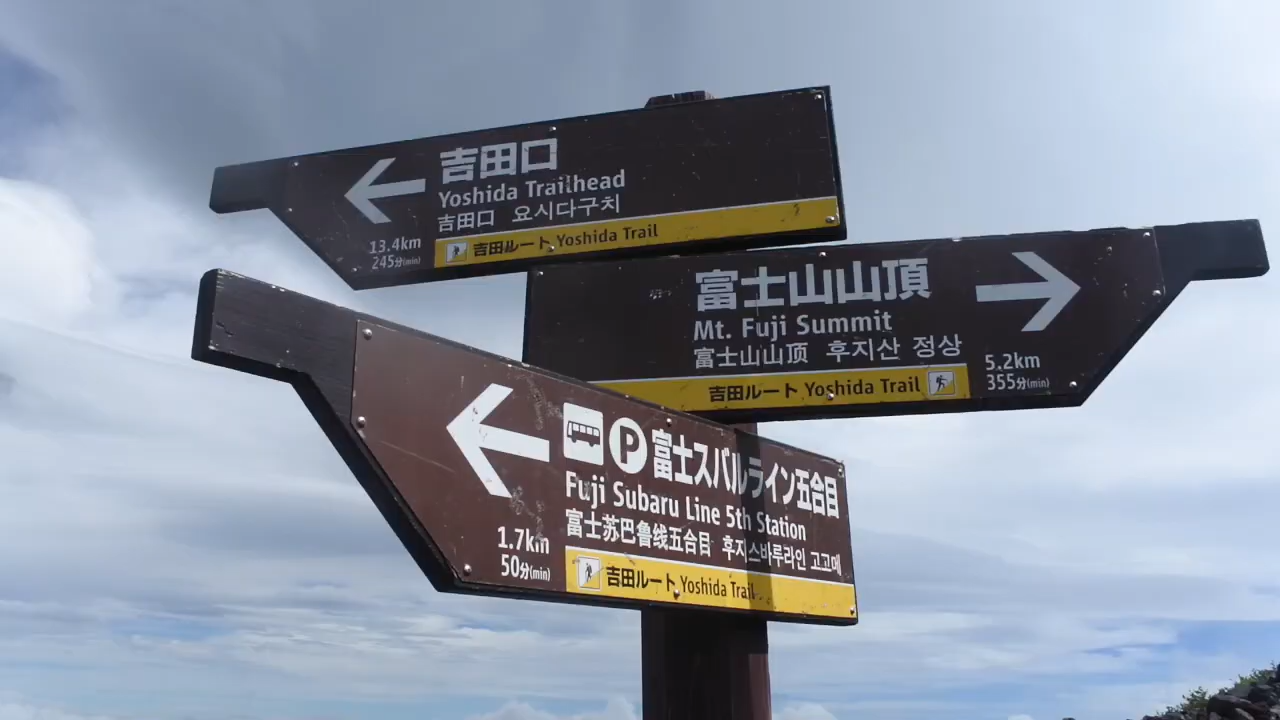 吉田口
Yoshida Trailhead
吉田口 요시다구치
13.4km
245分(min)
吉田ルート Yoshida Trail
富士山山頂
Mt. Fuji Summit
富士山山顶 후지산 정상
5.2km
355分(min)
吉田ルート Yoshida Trail
P 富士スバルライン五合目
Fuji Subaru Line 5th Station
富士苏巴鲁线五合目 후지스바루라인 고고메
1.7km
50分(min)
吉田ルート Yoshida Trail